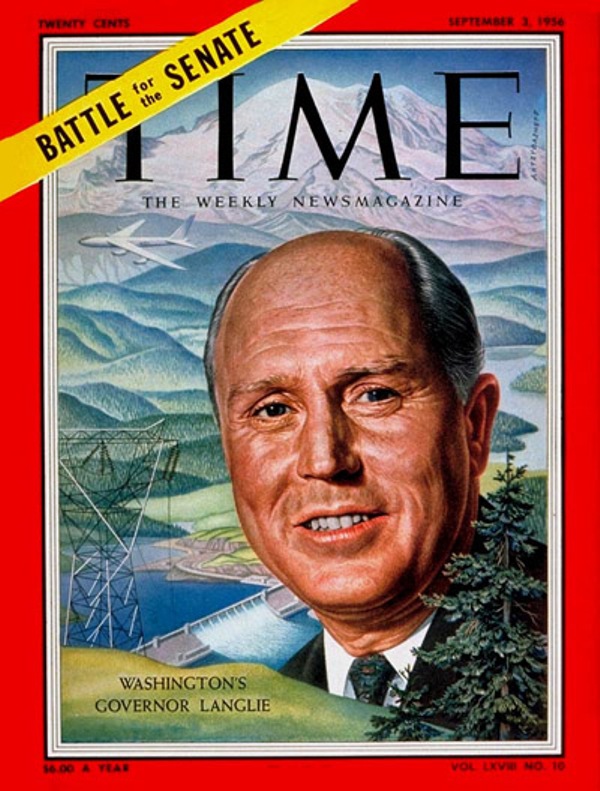 TWENTY CENTS
SEPTEMBER 3, 1956
BATTLE for the SENATE
TIME
THE WEEKLY NEWSMAGAZINE
ARTZYBASHEFF
WASHINGTON'S
GOVERNOR LANGLIE
$6.00 A YEAR
VOL. LXVIII NO. 10